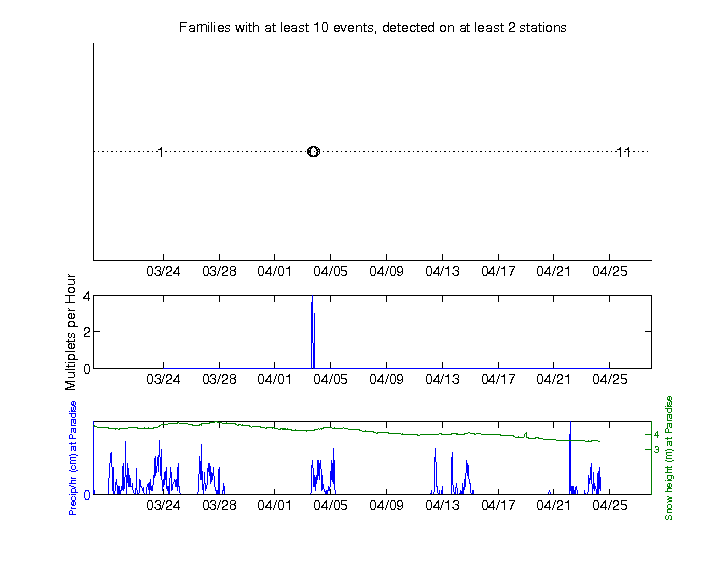 Families with at least 10 events, detected on at least 2 stations
1 11
03/24 03/28 04/01 04/05 04/09 04/13 04/17 04/21 04/25
Multiplets per Hour
4
2
0
03/24 03/28 04/01 04/05 04/09 04/13 04/17 04/21 04/25
Precip/hr (cm) at Paradise
0
4
3
Snow height (m) at Paradise
03/24 03/28 04/01 04/05 04/09 04/13 04/17 04/21 04/25